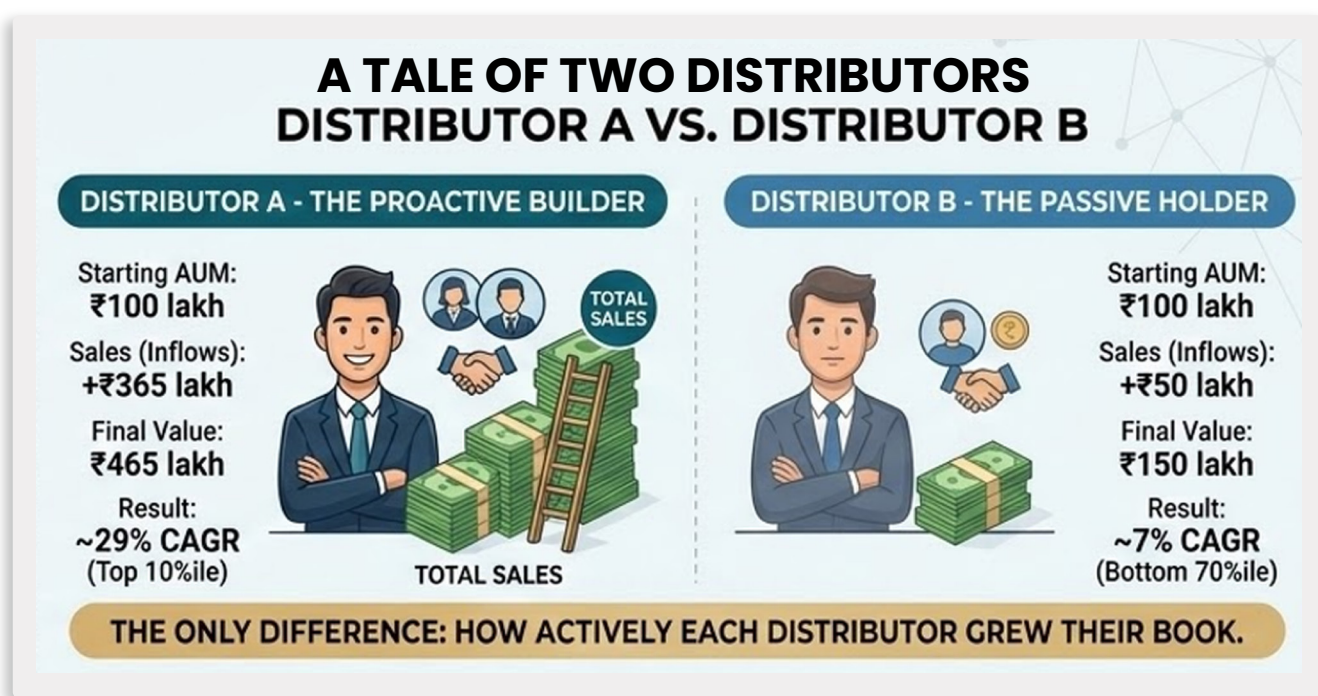 A TALE OF TWO DISTRIBUTORS
DISTRIBUTOR A VS. DISTRIBUTOR B
DISTRIBUTOR A - THE PROACTIVE BUILDER
Starting AUM:
₹100 lakh
Sales (Inflows):
+₹365 lakh
Final Value:
₹465 lakh
Result:
~29% CAGR
(Top 10%ile)
TOTAL
SALES
TOTAL SALES
DISTRIBUTOR B - THE PASSIVE HOLDER
₹
Starting AUM:
₹100 lakh
Sales (Inflows):
+₹50 lakh
Final Value:
₹150 lakh
Result:
~7% CAGR
(Bottom 70%ile)
THE ONLY DIFFERENCE: HOW ACTIVELY EACH DISTRIBUTOR GREW THEIR BOOK.